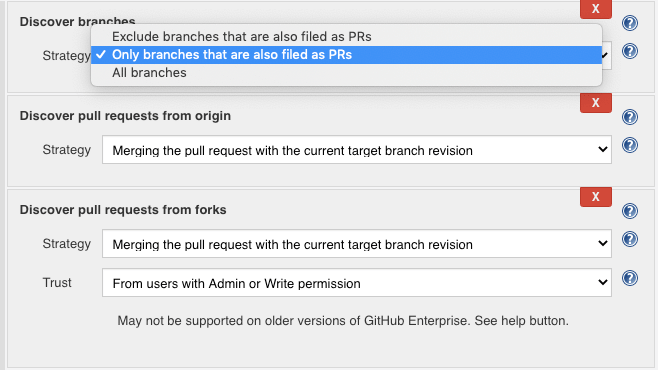 X
Discover branches
?
Exclude branches that are also filed as PRs
Strategy ✓ Only branches that are also filed as PRs
?
All branches
X
Discover pull requests from origin
?
Strategy Merging the pull request with the current target branch revision
?
X
Discover pull requests from forks
?
Strategy Merging the pull request with the current target branch revision
?
Trust From users with Admin or Write permission
?
May not be supported on older versions of GitHub Enterprise. See help button.